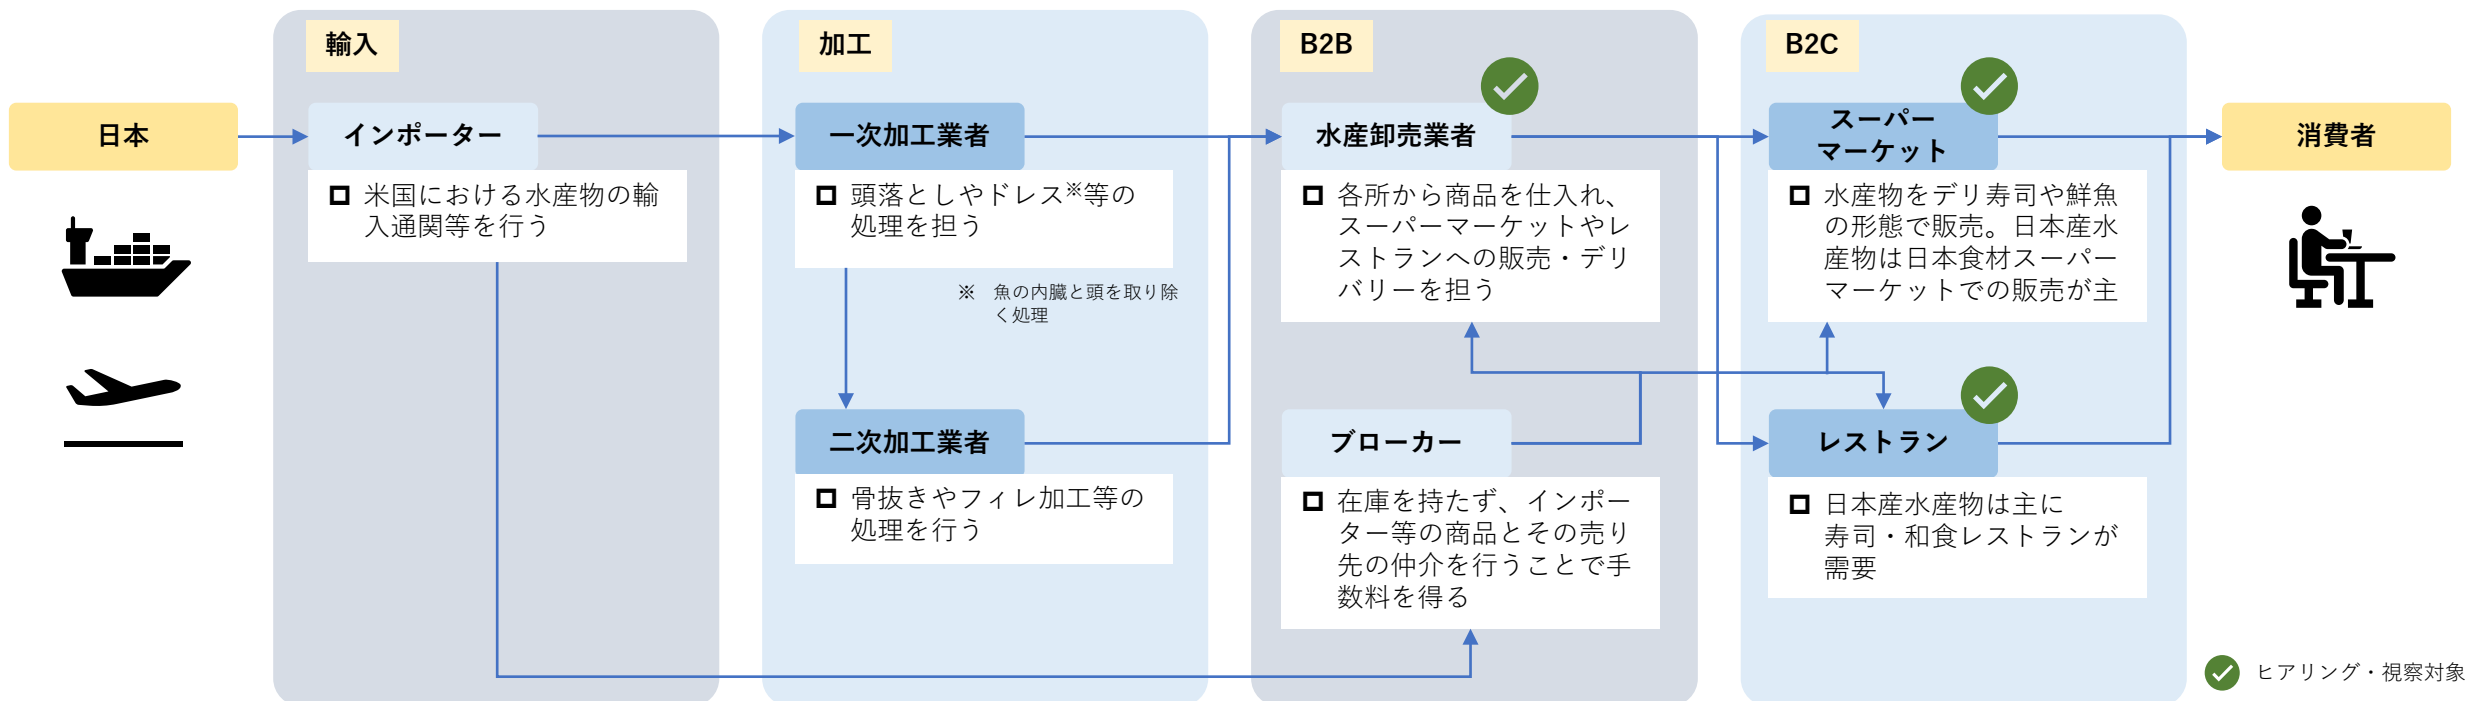 輸入
加工
B2B
B2C
日本
インポーター
米国における水産物の輸
入通関等を行う
一次加工業者
頭落としやドレス※等の
処理を担う
※ 魚の内臓と頭を取り除
く処理
二次加工業者
骨抜きやフィレ加工等の
処理を行う
水産卸売業者
各所から商品を仕入れ、
スーパーマーケットやレ
ストランへの販売・デリ
バリーを担う
ブローカー
在庫を持たず、インポー
ター等の商品とその売り
先の仲介を行うことで手
数料を得る
スーパー
マーケット
水産物をデリ寿司や鮮魚
の形態で販売。日本産水
産物は日本食材スーパー
マーケットでの販売が主
レストラン
日本産水産物は主に
寿司・和食レストランが
需要
消費者
ヒアリング・視察対象